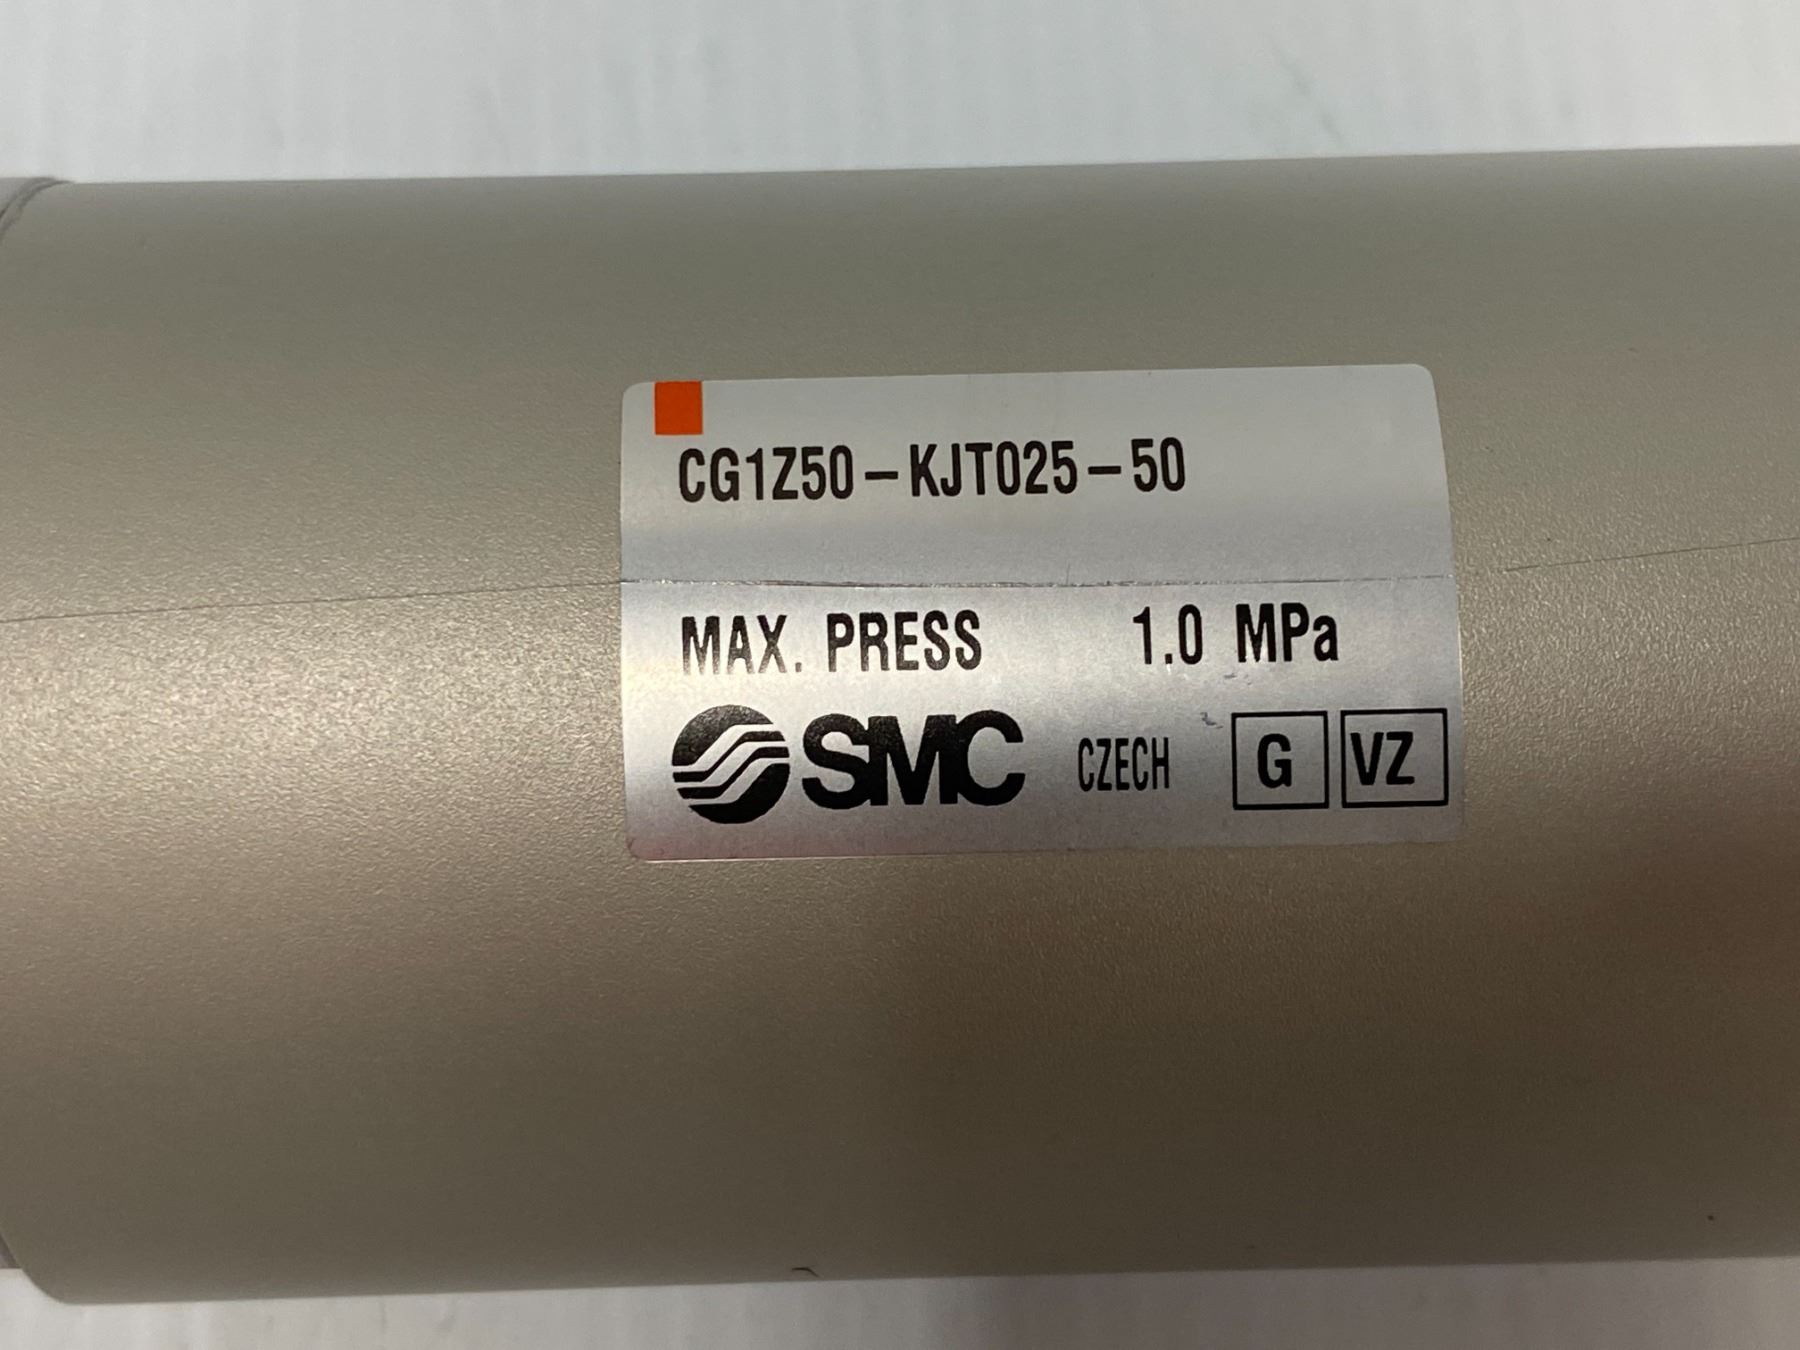 CG1Z50-KJT025-50
MAX. PRESS 1.0 MPa
SMC CZECH G VZ